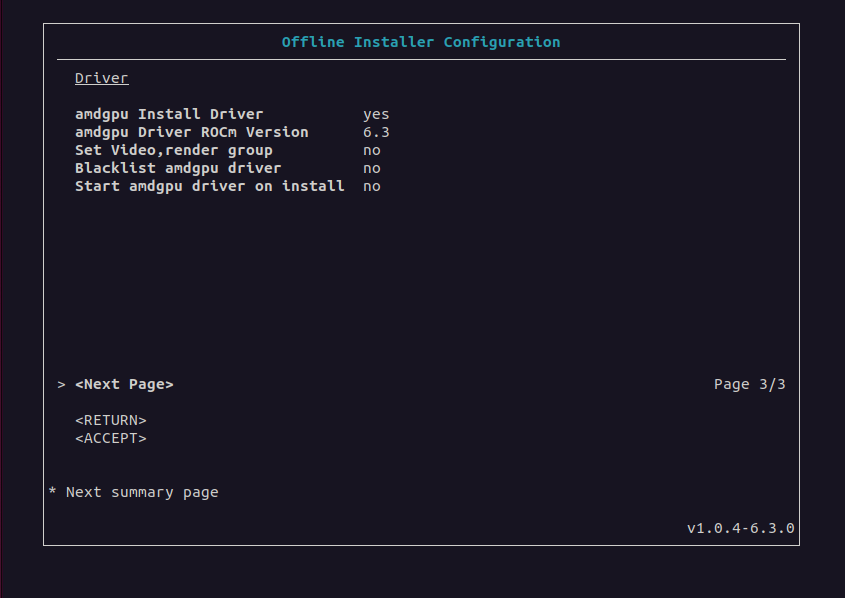 Offline Installer Configuration
Driver
amdgpu Install Driver yes
amdgpu Driver ROCm Version 6.3
Set Video,render group no
Blacklist amdgpu driver no
Start amdgpu driver on install no
> <Next Page> Page 3/3
<RETURN>
<ACCEPT>
* Next summary page
v1.0.4-6.3.0